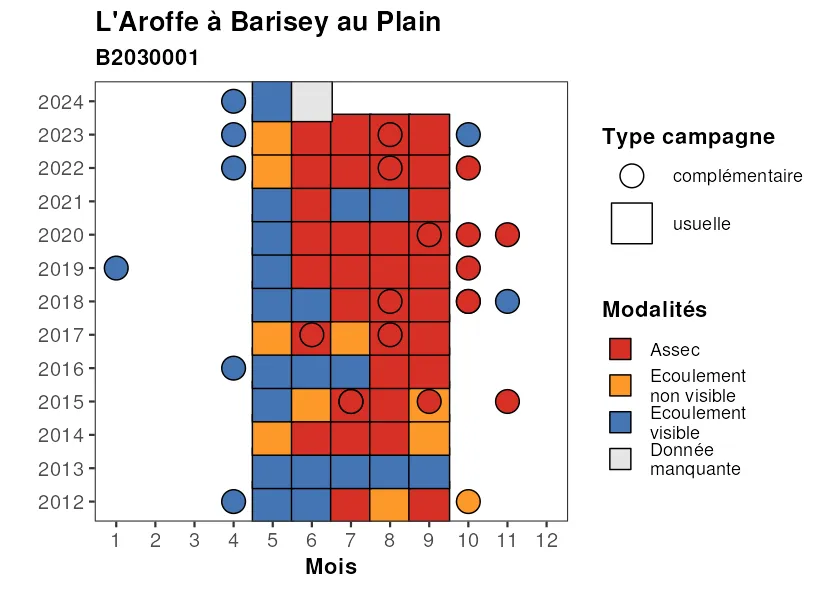 L'Aroffe à Barisey au Plain
B2030001
2024
2023
2022
2021
2020
2019
2018
2017
2016
2015
2014
2013
2012
1 2 3 4 5 6 7 8 9 10 11 12
Mois
Type campagne
complémentaire
usuelle
Modalités
Assec
Ecoulement
non visible
Ecoulement
visible
Donnée
manquante